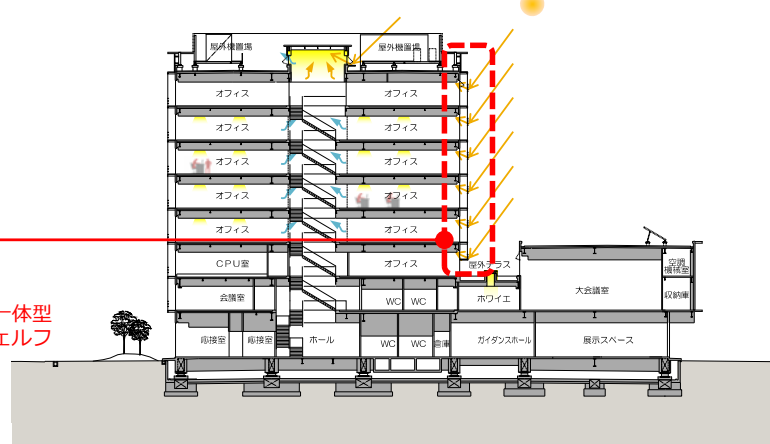 屋外機置場
屋外機置場
オフィス
オフィス
オフィス
オフィス
オフィス
オフィス
オフィス
オフィス
オフィス
オフィス
CPU室
オフィス
屋外テラス
空調
機械室
会議室
WC
WC
ホワイエ
大会議室
収納庫
一体型
ェルフ
応接室
応接室
ホール
WC
WC
倉庫
ガイダンスホール
展示スペース